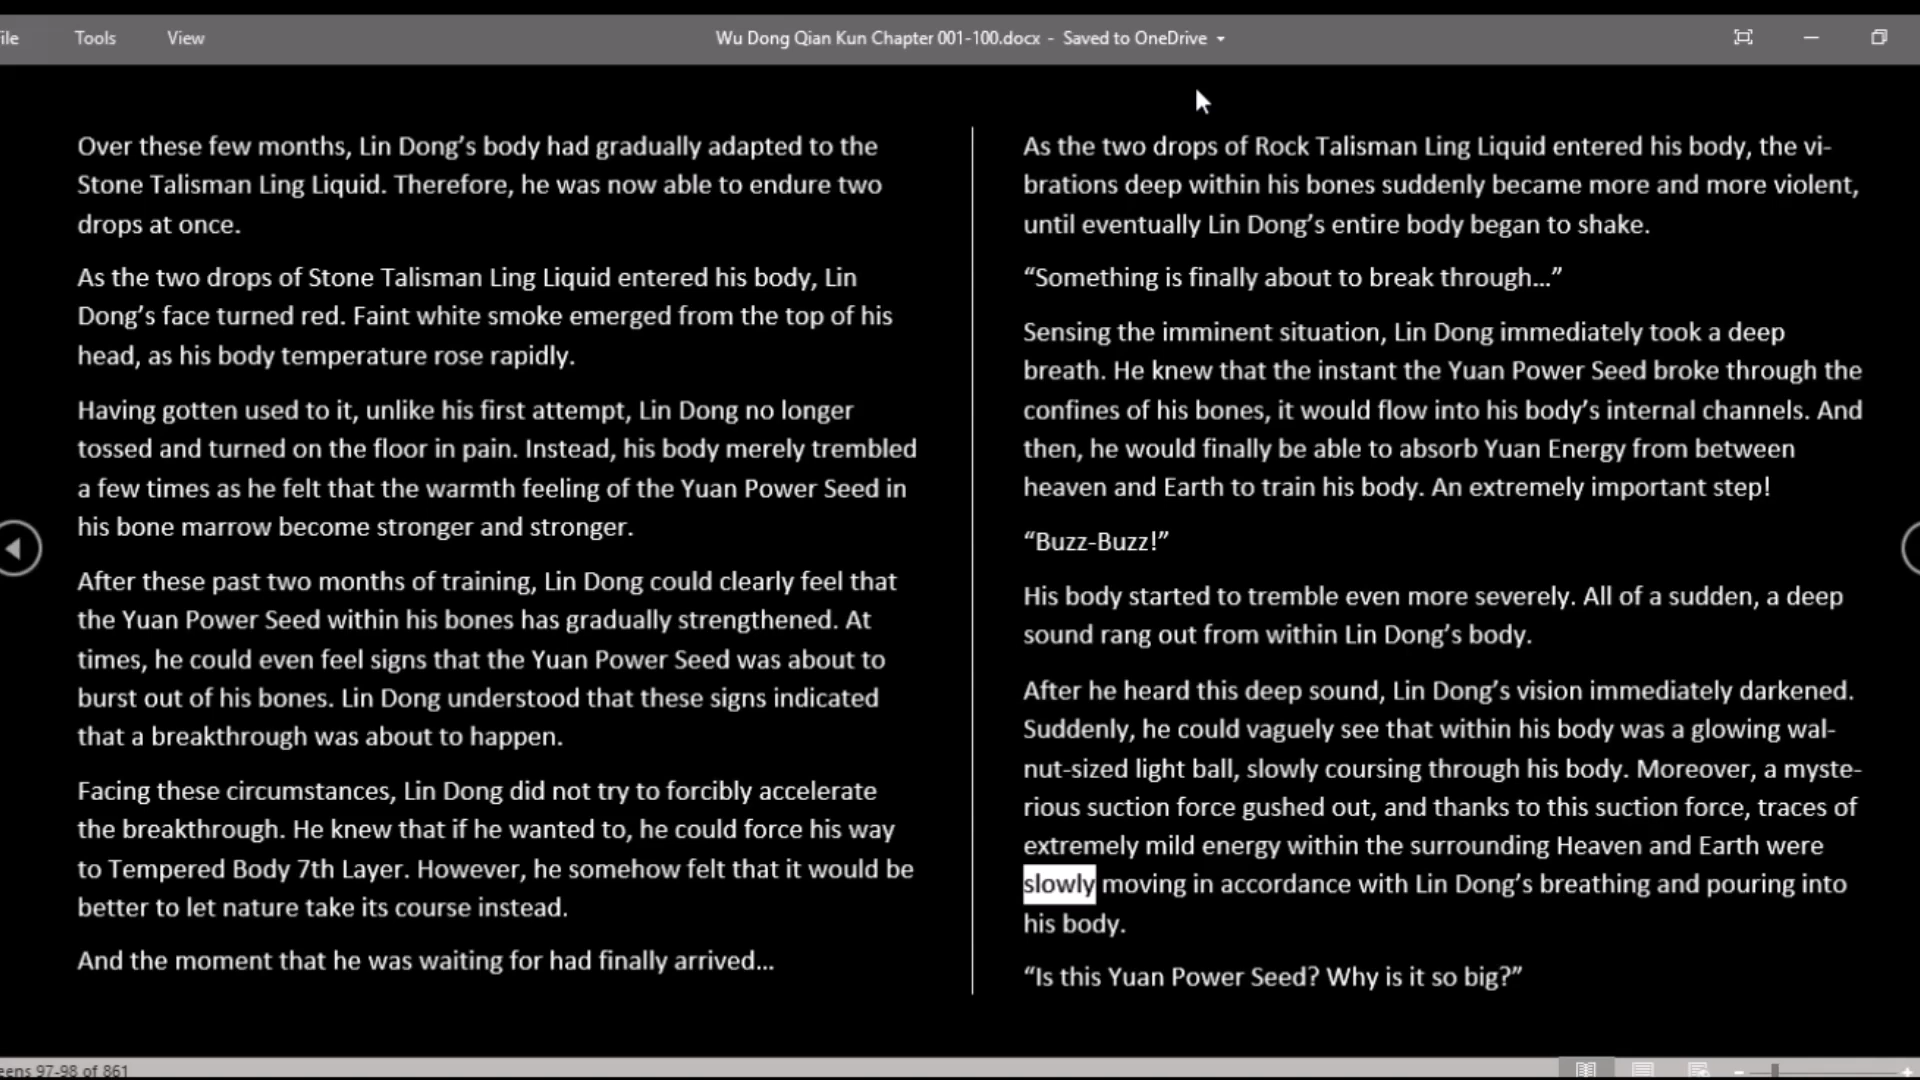 ile Tools View Wu Dong Qian Kun Chapter 001-100.docx - Saved to OneDrive
Over these few months, Lin Dong’s body had gradually adapted to the
Stone Talisman Ling Liquid. Therefore, he was now able to endure two
drops at once.
As the two drops of Stone Talisman Ling Liquid entered his body, Lin
Dong’s face turned red. Faint white smoke emerged from the top of his
head, as his body temperature rose rapidly.
Having gotten used to it, unlike his first attempt, Lin Dong no longer
tossed and turned on the floor in pain. Instead, his body merely trembled
a few times as he felt that the warmth feeling of the Yuan Power Seed in
his bone marrow become stronger and stronger.
After these past two months of training, Lin Dong could clearly feel that
the Yuan Power Seed within his bones has gradually strengthened. At
times, he could even feel signs that the Yuan Power Seed was about to
burst out of his bones. Lin Dong understood that these signs indicated
that a breakthrough was about to happen.
Facing these circumstances, Lin Dong did not try to forcibly accelerate
the breakthrough. He knew that if he wanted to, he could force his way
to Tempered Body 7th Layer. However, he somehow felt that it would be
better to let nature take its course instead.
And the moment that he was waiting for had finally arrived...
As the two drops of Rock Talisman Ling Liquid entered his body, the vi-
brations deep within his bones suddenly became more and more violent,
until eventually Lin Dong’s entire body began to shake.
“Something is finally about to break through...”
Sensing the imminent situation, Lin Dong immediately took a deep
breath. He knew that the instant the Yuan Power Seed broke through the
confines of his bones, it would flow into his body’s internal channels. And
then, he would finally be able to absorb Yuan Energy from between
heaven and Earth to train his body. An extremely important step!
“Buzz-Buzz!”
His body started to tremble even more severely. All of a sudden, a deep
sound rang out from within Lin Dong’s body.
After he heard this deep sound, Lin Dong’s vision immediately darkened.
Suddenly, he could vaguely see that within his body was a glowing wal-
nut-sized light ball, slowly coursing through his body. Moreover, a myste-
rious suction force gushed out, and thanks to this suction force, traces of
extremely mild energy within the surrounding Heaven and Earth were
slowly moving in accordance with Lin Dong’s breathing and pouring into
his body.
“Is this Yuan Power Seed? Why is it so big?”
eens 97-98 of 861